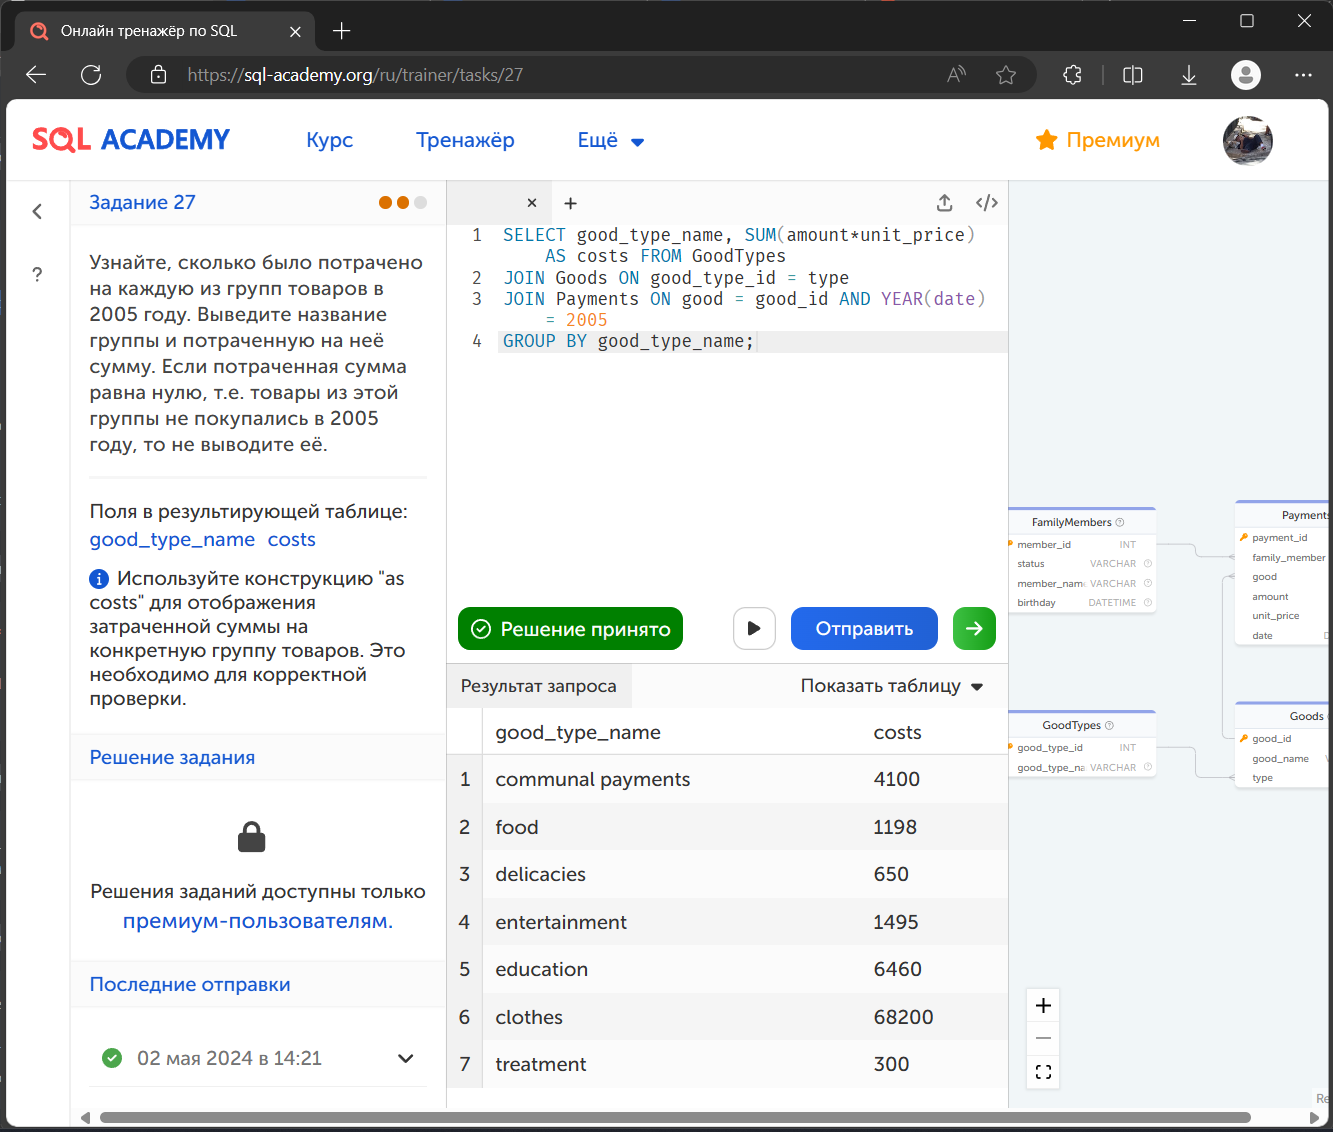 Онлайн тренажёр по SQL
https://sql-academy.org/ru/trainer/tasks/27
SQL ACADEMY
Курс
Тренажёр
Ещё
Премиум
Задание 27
Узнайте, сколько было потрачено
на каждую из групп товаров в
2005 году. Выведите название
группы и потраченную на неё
сумму. Если потраченная сумма
равна нулю, т.е. товары из этой
группы не покупались в 2005
году, то не выводите её.
Поля в результирующей таблице:
good_type_name costs
Используйте конструкцию "as
costs" для отображения
затраченной суммы на
конкретную группу товаров. Это
необходимо для корректной
проверки.
Решение задания
Решения заданий доступны только
премиум-пользователям.
Последние отправки
02 мая 2024 в 14:21
1 SELECT good_type_name, SUM(amount*unit_price)
AS costs FROM GoodTypes
2 JOIN Goods ON good_type_id = type
3 JOIN Payments ON good = good_id AND YEAR(date)
= 2005
4 GROUP BY good_type_name;
Решение принято
Отправить
Результат запроса
Показать таблицу
good_type_name costs
1 communal payments 4100
2 food 1198
3 delicacies 650
4 entertainment 1495
5 education 6460
6 clothes 68200
7 treatment 300
FamilyMembers
member_id INT
status VARCHAR
member_name VARCHAR
birthday DATETIME
Payments
payment_id
family_member
good
amount
unit_price
date D
GoodTypes
good_type_id INT
good_type_na VARCHAR
Goods
good_id
good_name V
type
Re